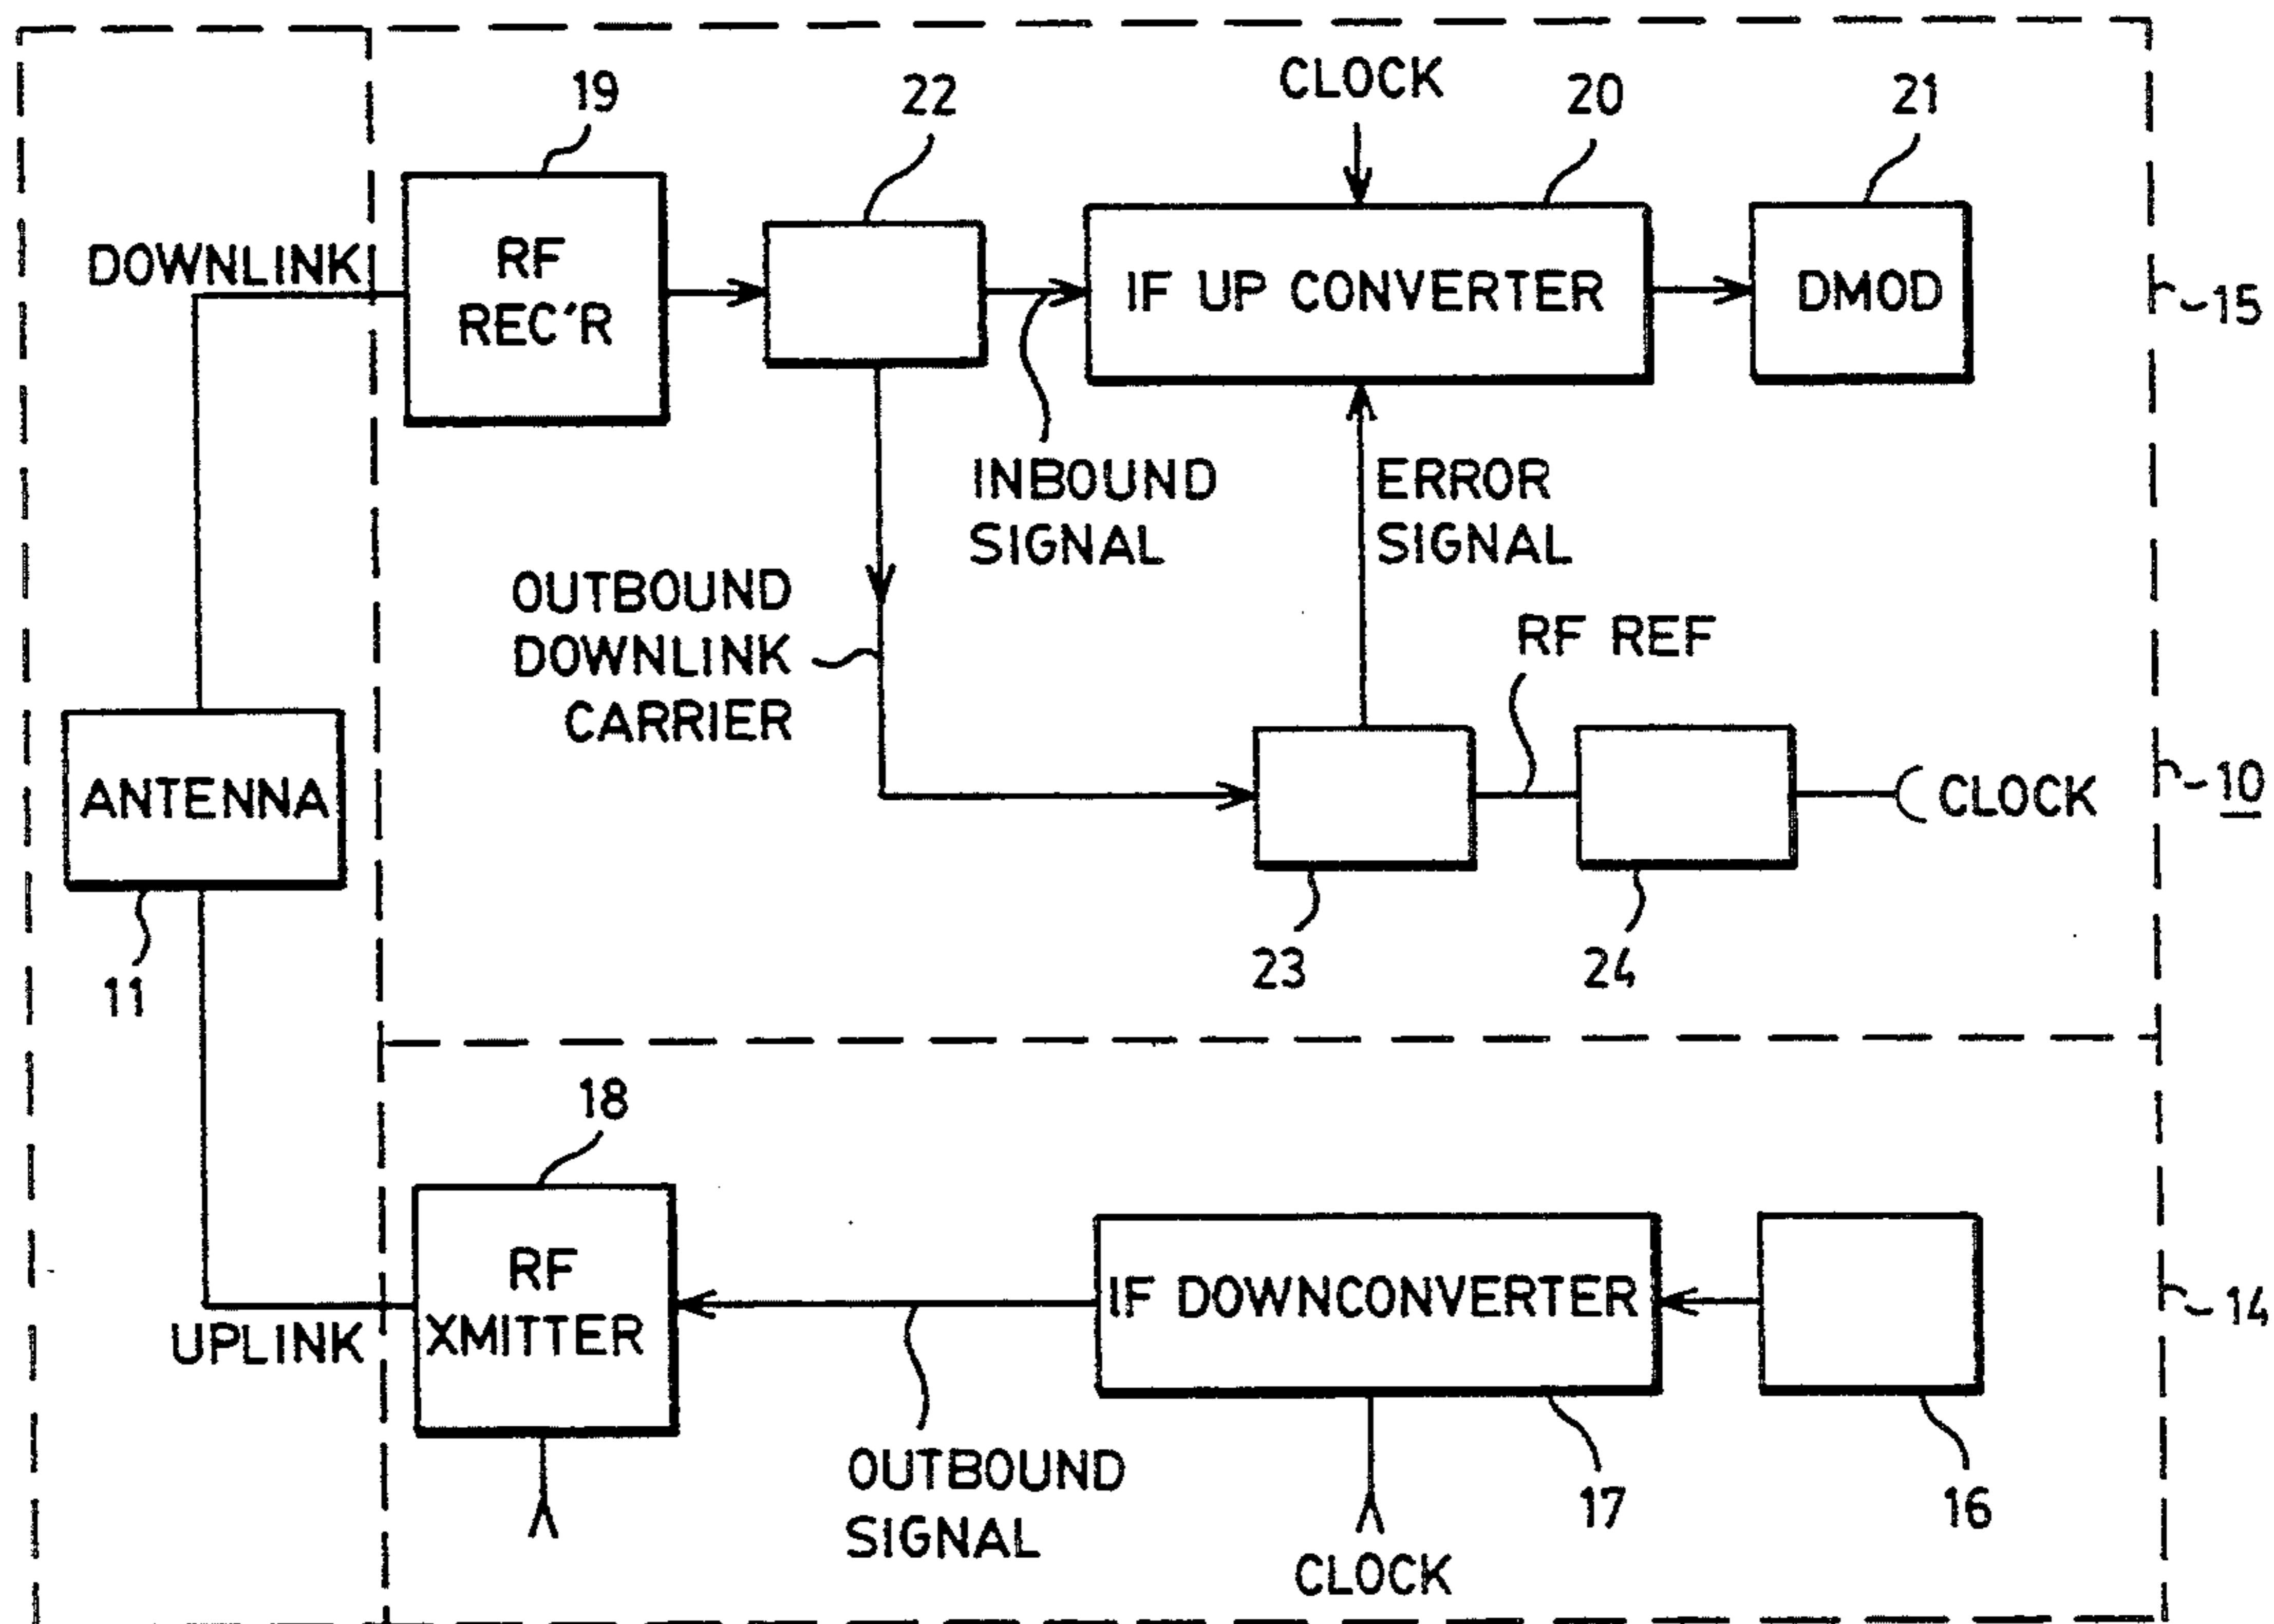 19
22
CLOCK
20
21
DOWNLINK
RF
REC'R
IF UP CONVERTER
DMOD
15
INBOUND
SIGNAL
ERROR
SIGNAL
OUTBOUND
DOWNLINK
CARRIER
RF REF
ANTENNA
CLOCK
10
11
23
24
18
RF
XMITTER
IF DOWNCONVERTER
14
UPLINK
OUTBOUND
SIGNAL
17
16
CLOCK